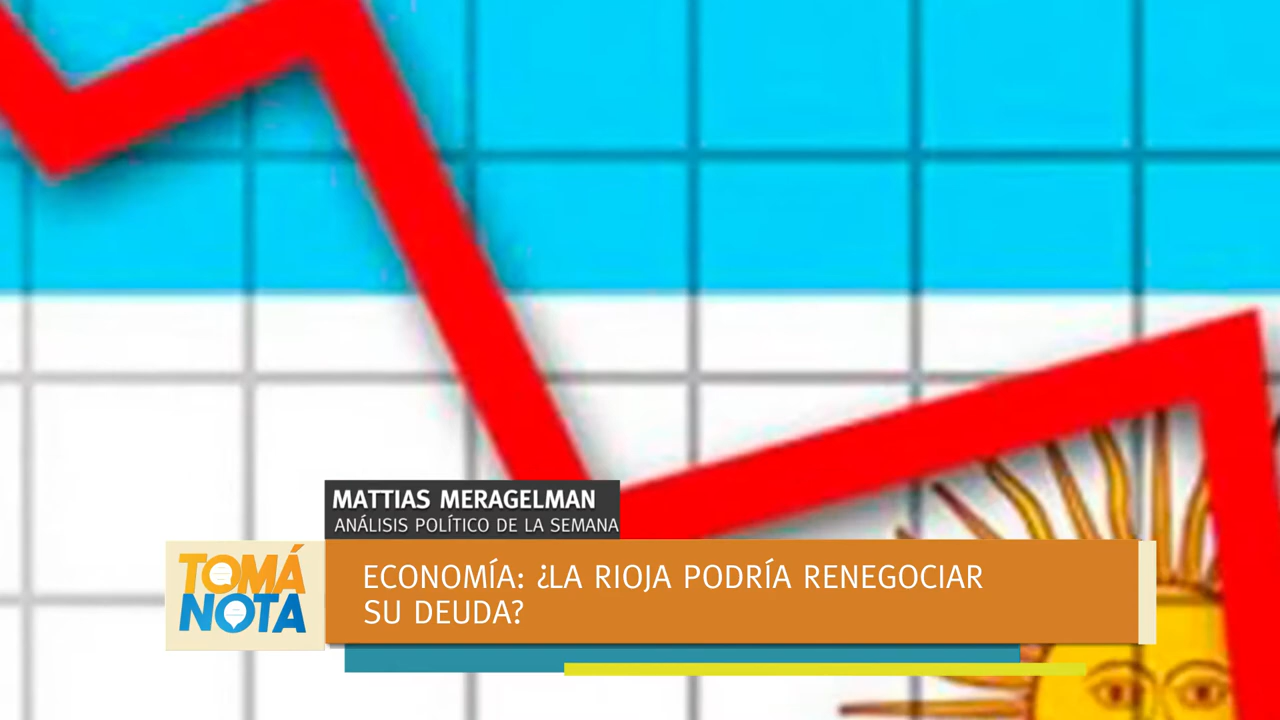 MATTIAS MERAGELMAN
ANÁLISIS POLÍTICO DE LA SEMANA
TOMÁ
NOTA
ECONOMÍA: ¿LA RIOJA PODRÍA RENEGOCIAR
SU DEUDA?